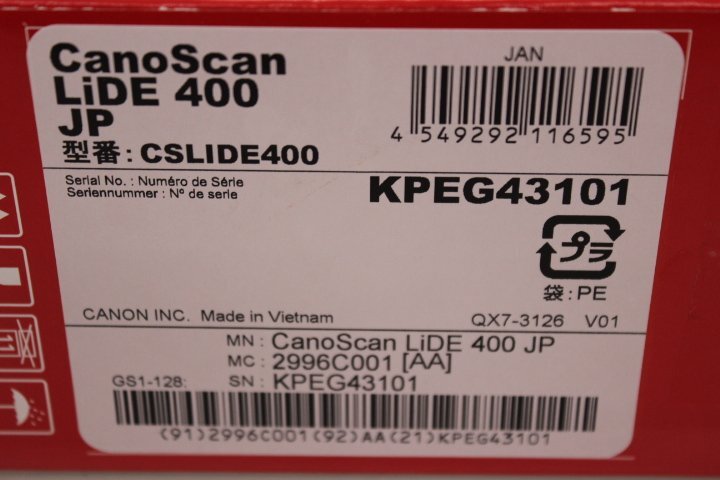 CanoScan
LiDE 400
JP
型番: CSLIDE400
JAN
4 549292 116595
Serial No. : Numéro de Série
Seriennummer : Nº de serie
KPEG43101
プラ
袋 : PE
CANON INC. Made in Vietnam
QX7-3126 V01
MN : CanoScan LiDE 400 JP
MC : 2996C001 [AA]
GS1-128: SN : KPEG43101
(91)2996C001(92)AA(21)KPEG43101
11